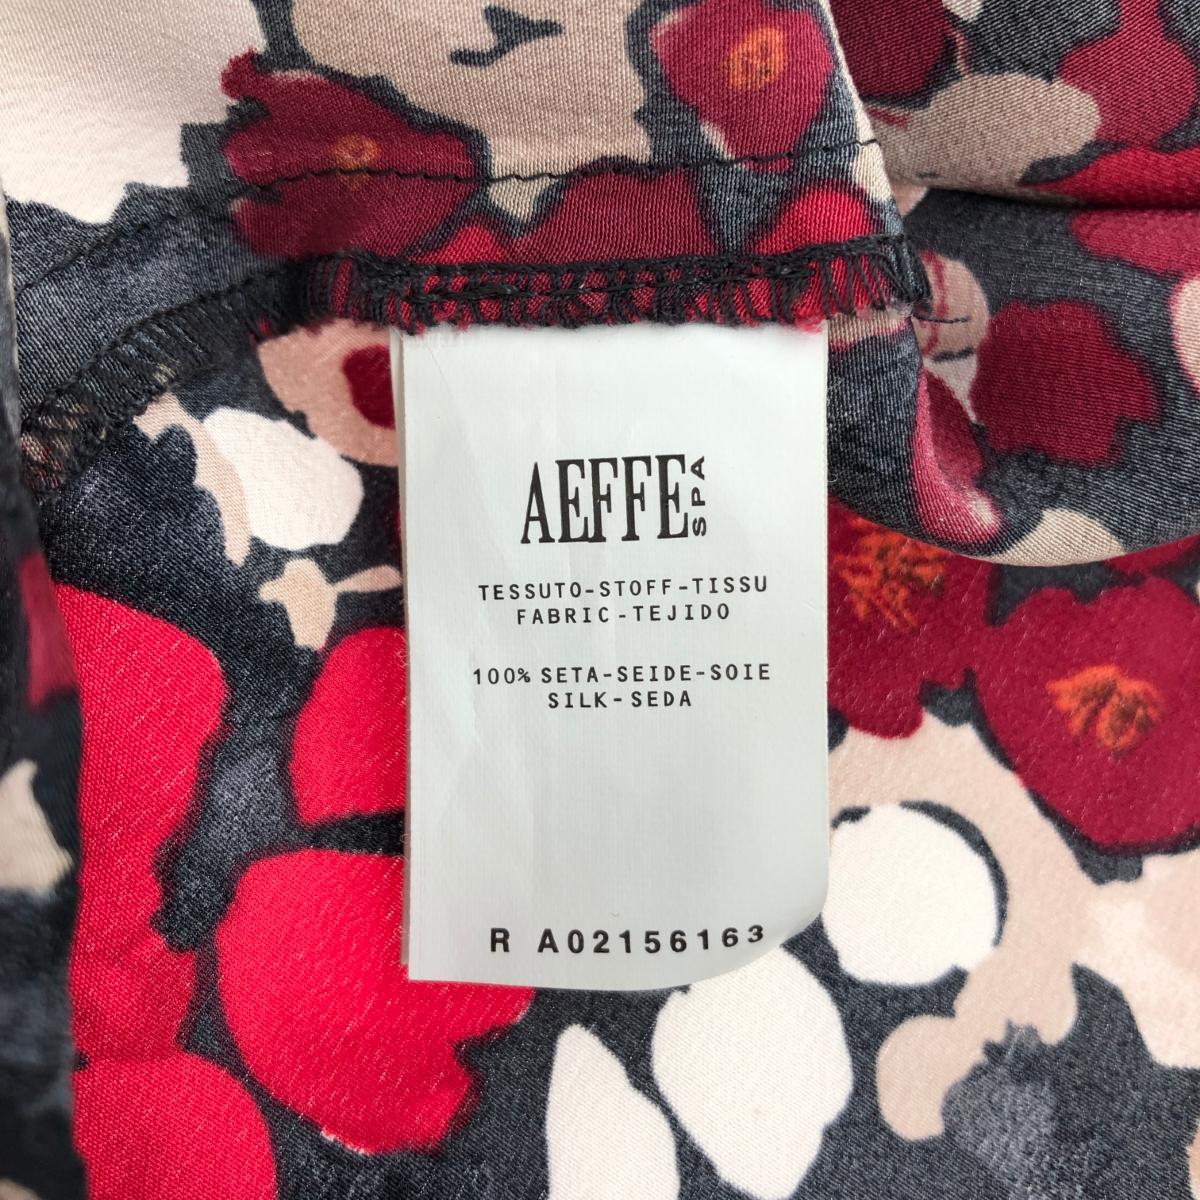 AEFFE SPA
TESSUTO-STOFF-TISSU
FABRIC-TEJIDO
100% SETA-SEIDE-SOIE
SILK-SEDA
R A02156163